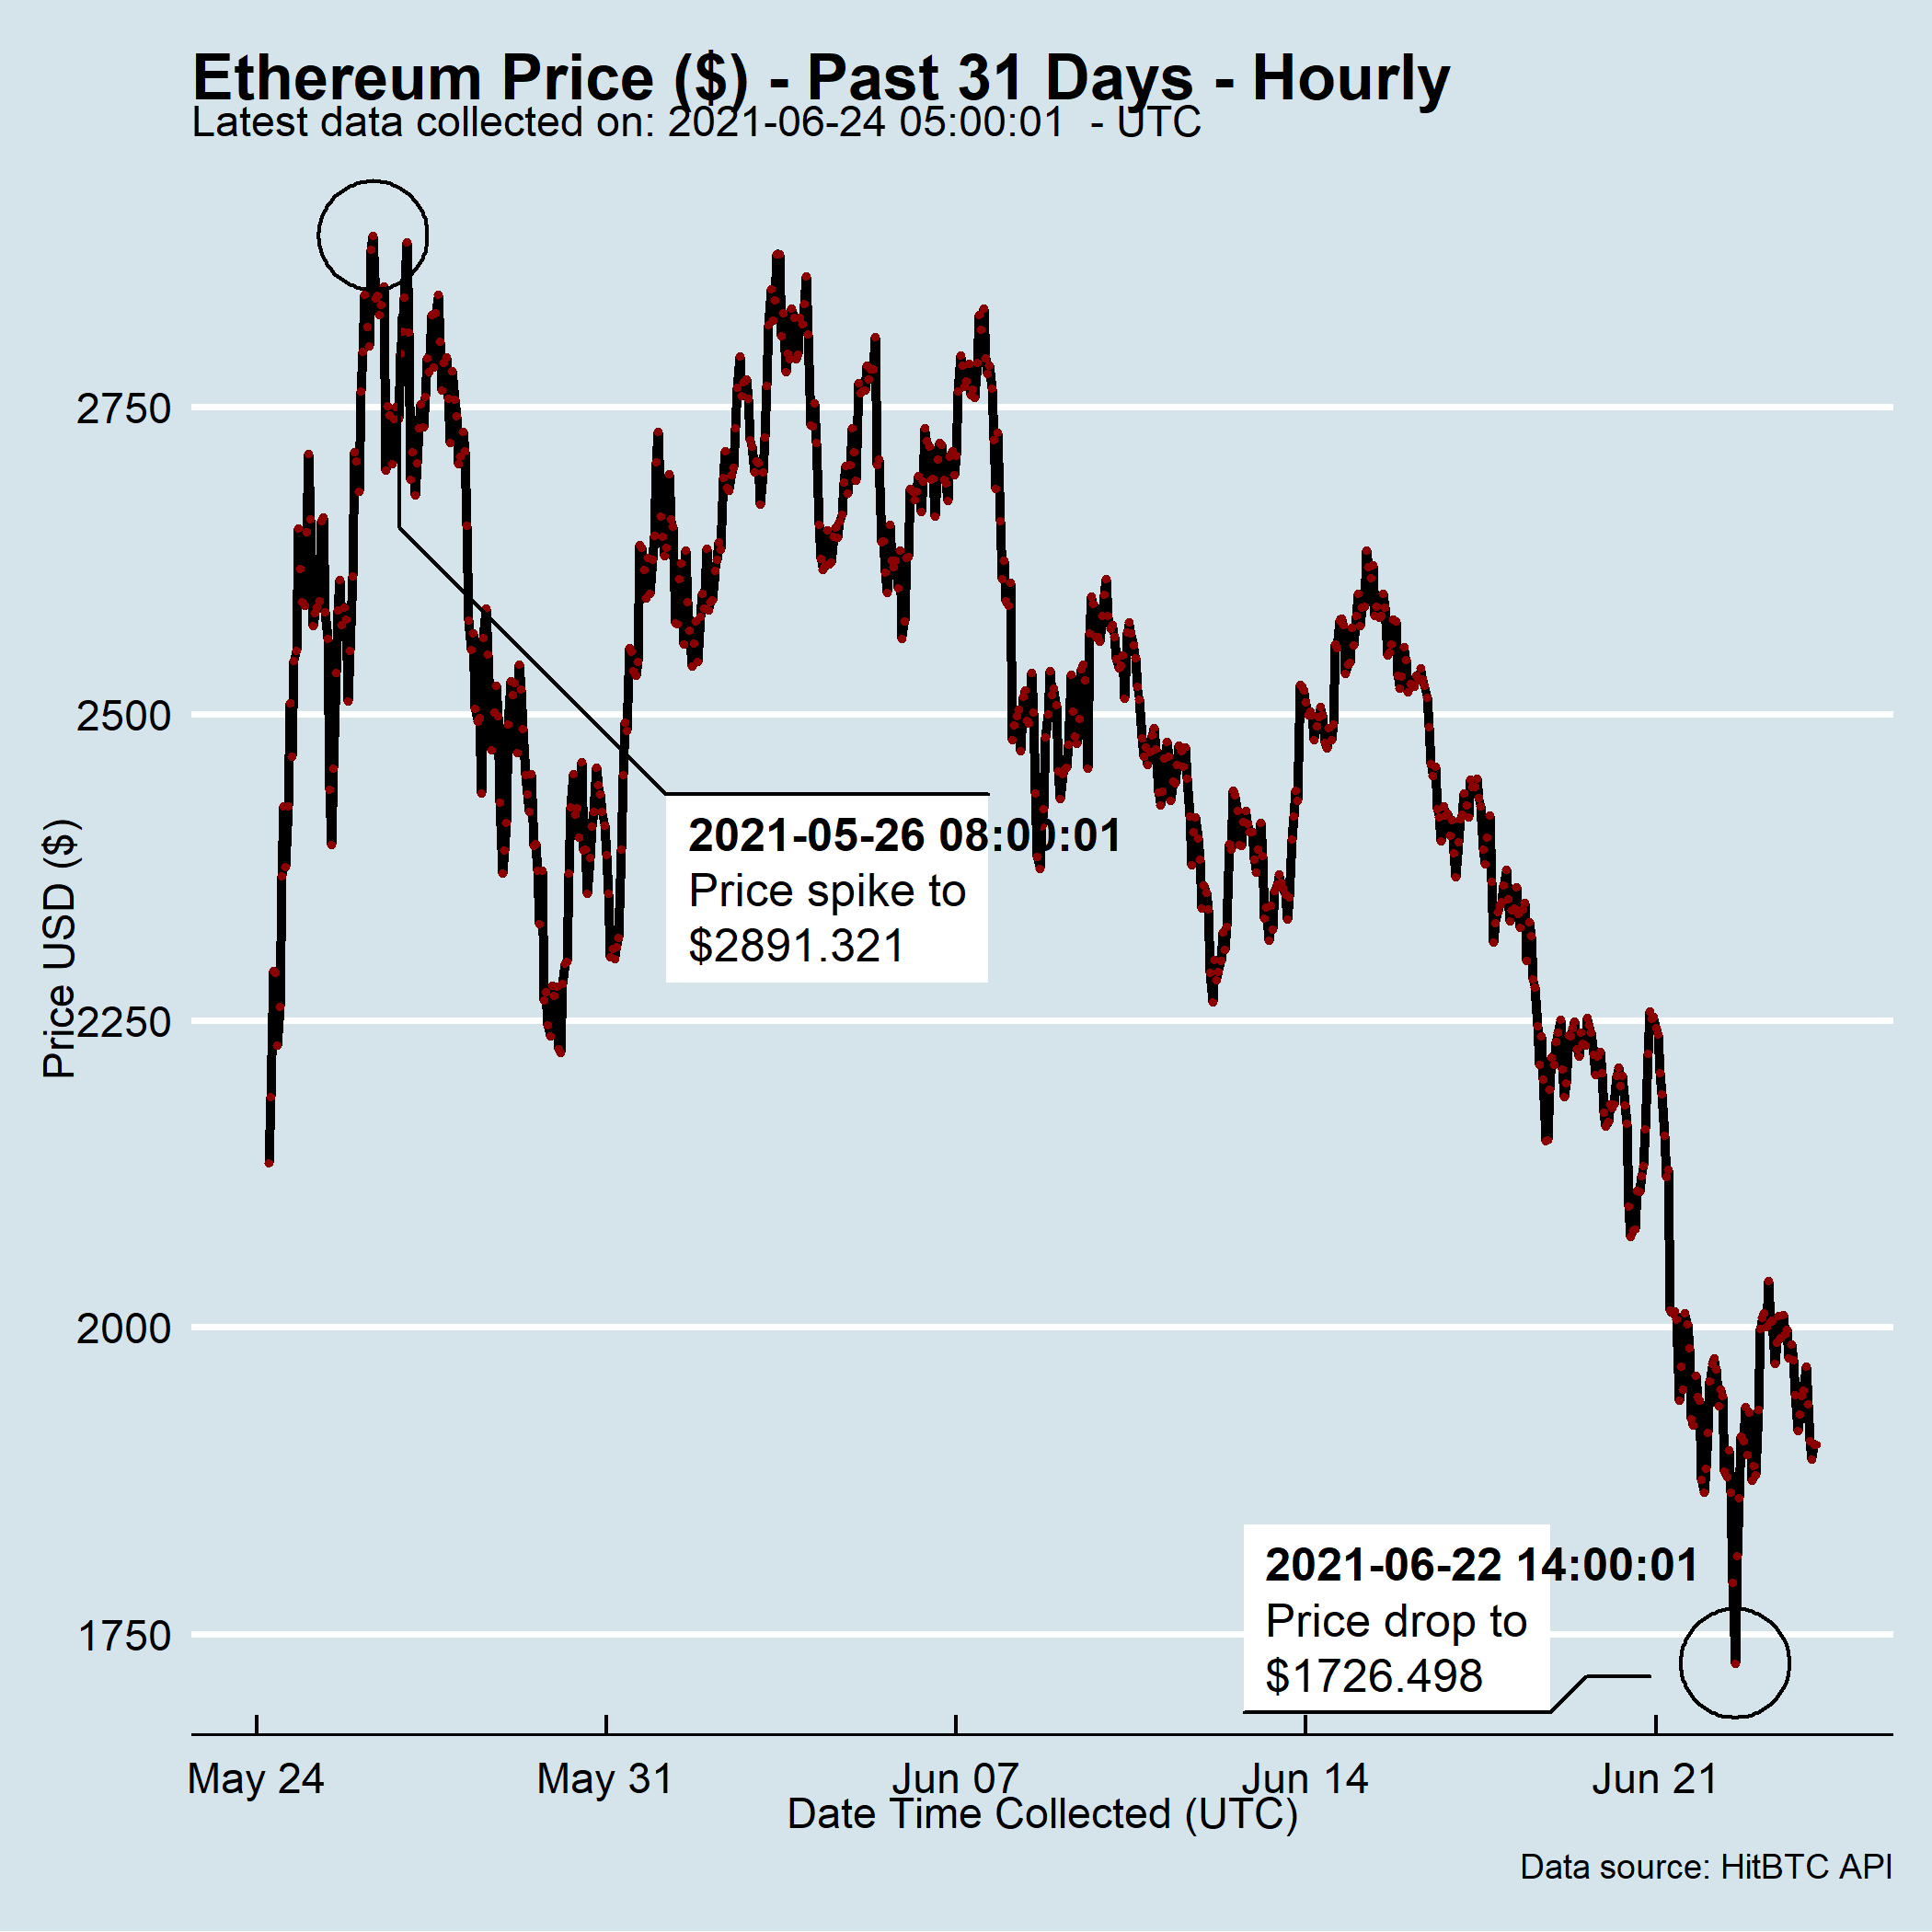 Ethereum Price ($) - Past 31 Days - Hourly
Latest data collected on: 2021-06-24 05:00:01  - UTC
Price USD ($)
2750
2500
2250
2000
1750
2021-05-26 08:00:01
Price spike to
$2891.321
2021-06-22 14:00:01
Price drop to
$1726.498
May 24
May 31
Jun 07
Jun 14
Jun 21
Date Time Collected (UTC)
Data source: HitBTC API